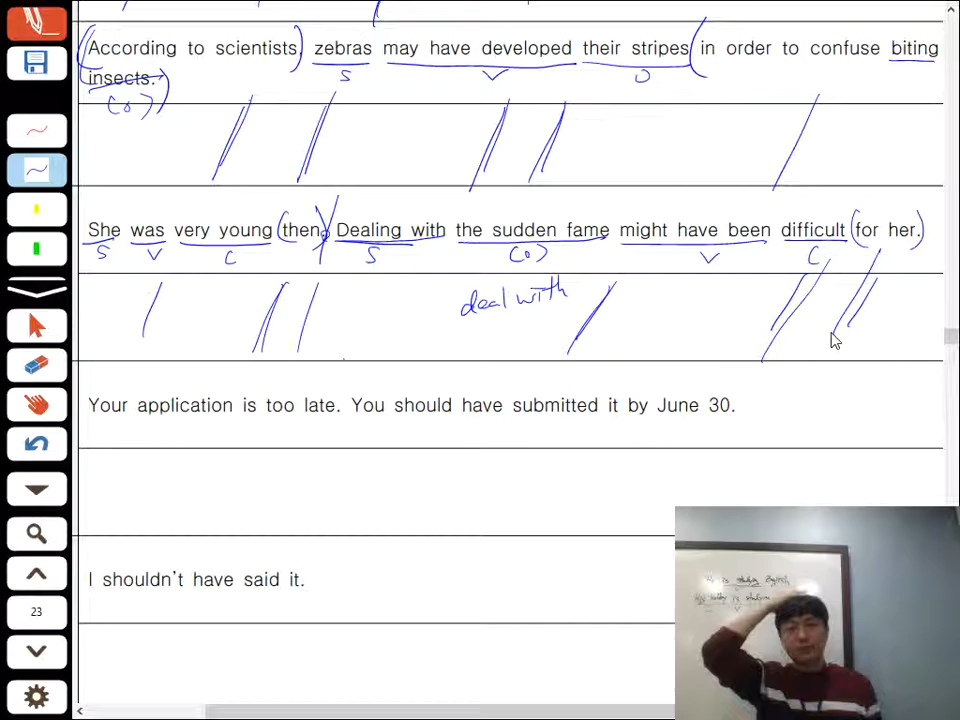 (According to scientists,) zebras may have developed their stripes (in order to confuse biting
insects.)
S V O
(o)
She was very young (then. Dealing with the sudden fame might have been difficult (for her.)
S V C S (o) V C
deal with
Your application is too late. You should have submitted it by June 30.
I shouldn't have said it.
23